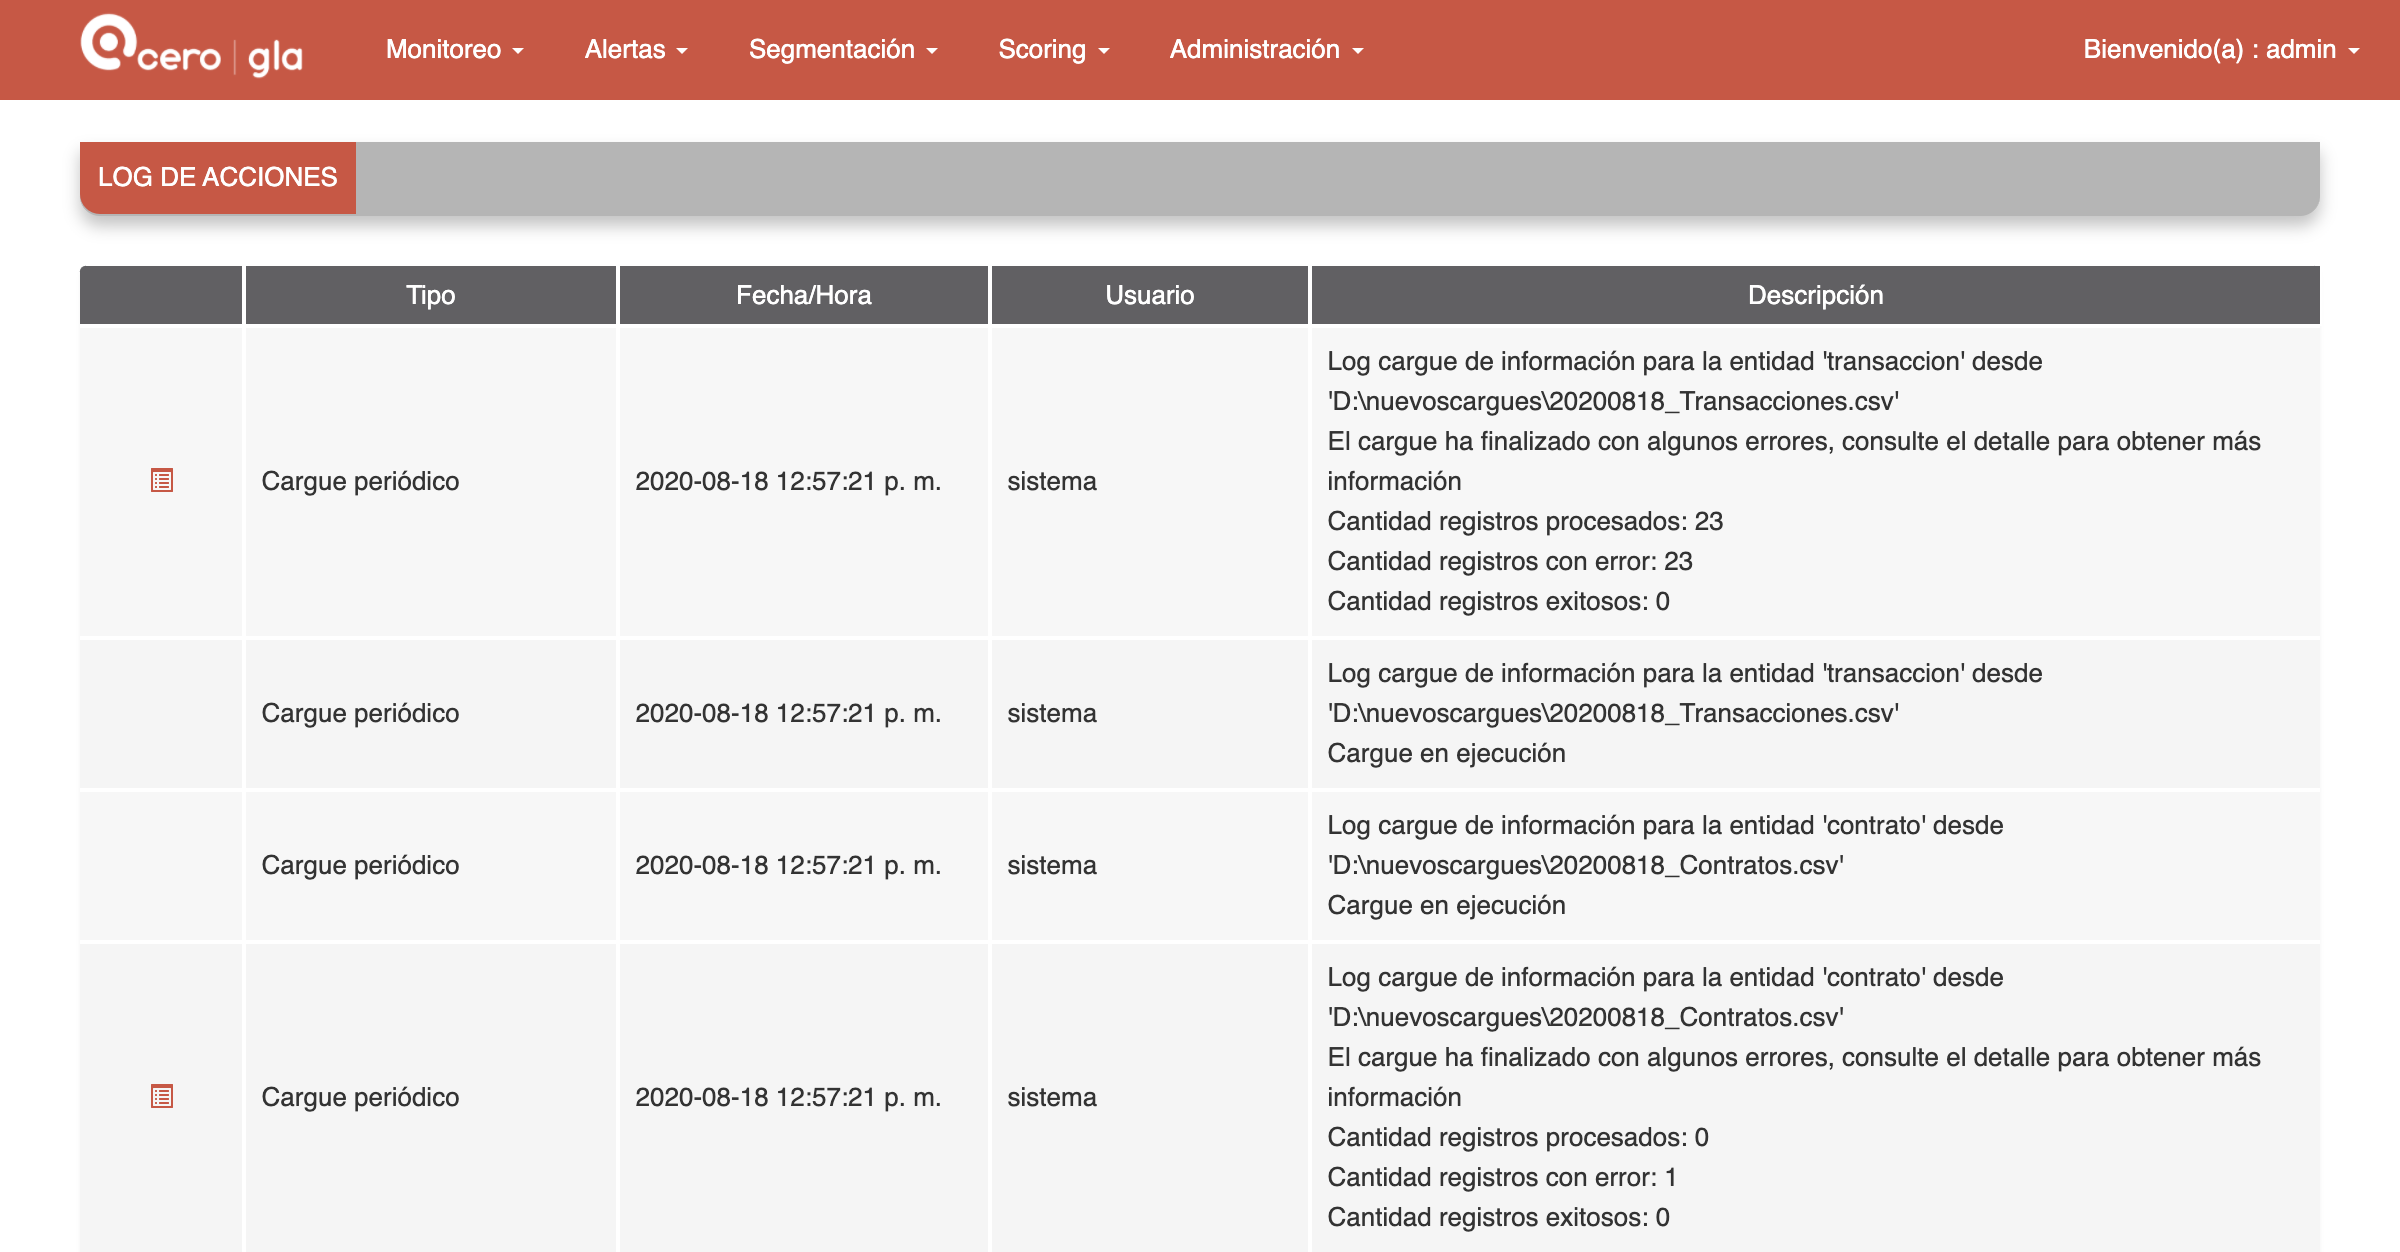 @cero | gla
Monitoreo
Alertas
Segmentación
Scoring
Administración
Bienvenido(a) : admin
LOG DE ACCIONES
Tipo
Fecha/Hora
Usuario
Descripción
Cargue periódico
2020-08-18 12:57:21 p. m.
sistema
Log cargue de información para la entidad 'transaccion' desde
'D:\nuevoscargues\20200818_Transacciones.csv'
El cargue ha finalizado con algunos errores, consulte el detalle para obtener más
información
Cantidad registros procesados: 23
Cantidad registros con error: 23
Cantidad registros exitosos: 0
Cargue periódico
2020-08-18 12:57:21 p. m.
sistema
Log cargue de información para la entidad 'transaccion' desde
'D:\nuevoscargues\20200818_Transacciones.csv'
Cargue en ejecución
Cargue periódico
2020-08-18 12:57:21 p. m.
sistema
Log cargue de información para la entidad 'contrato' desde
'D:\nuevoscargues\20200818_Contratos.csv'
Cargue en ejecución
Cargue periódico
2020-08-18 12:57:21 p. m.
sistema
Log cargue de información para la entidad 'contrato' desde
'D:\nuevoscargues\20200818_Contratos.csv'
El cargue ha finalizado con algunos errores, consulte el detalle para obtener más
información
Cantidad registros procesados: 0
Cantidad registros con error: 1
Cantidad registros exitosos: 0